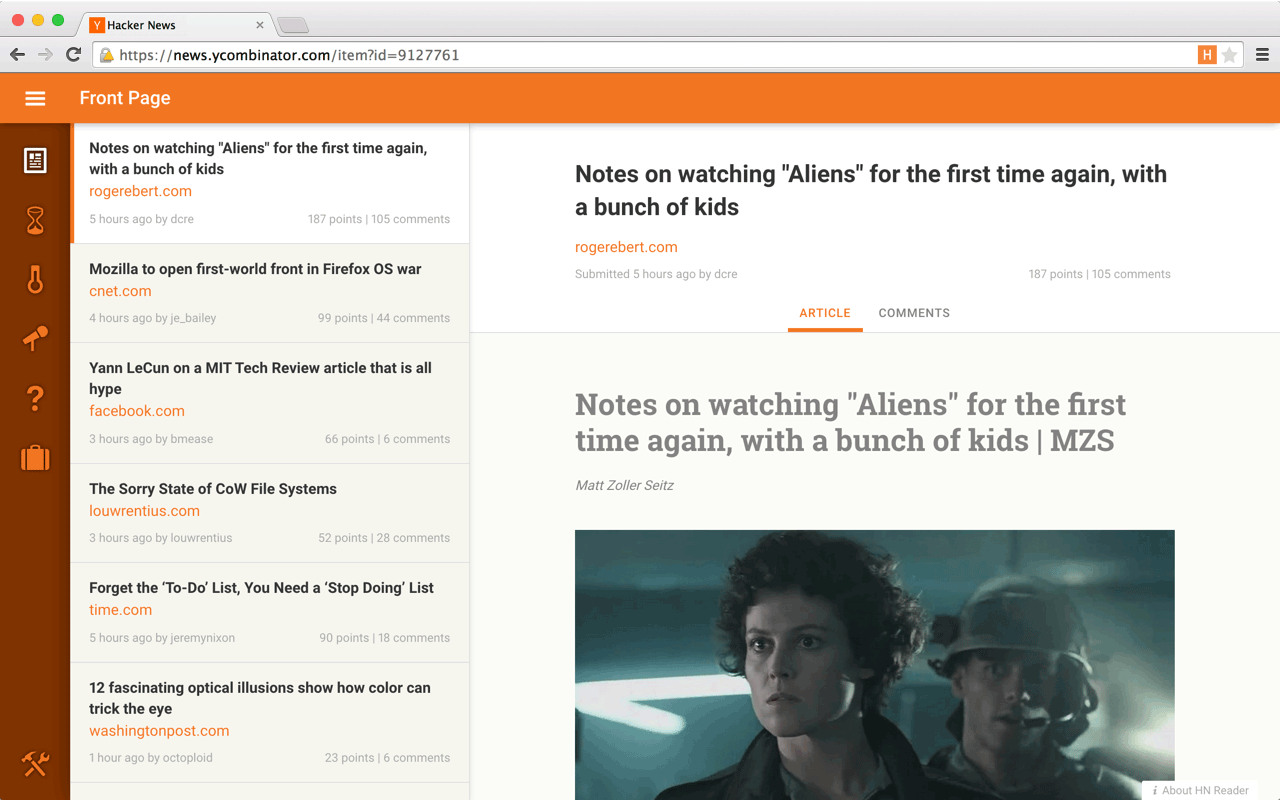 Y Hacker News
https://news.ycombinator.com/item?id=9127761
H
Front Page
Notes on watching "Aliens" for the first time again,
with a bunch of kids
rogerebert.com
5 hours ago by dcre 187 points | 105 comments
Mozilla to open first-world front in Firefox OS war
cnet.com
4 hours ago by je_bailey 99 points | 44 comments
Yann LeCun on a MIT Tech Review article that is all
hype
facebook.com
3 hours ago by bmease 66 points | 6 comments
The Sorry State of CoW File Systems
louwrentius.com
3 hours ago by louwrentius 52 points | 28 comments
Forget the ‘To-Do’ List, You Need a ‘Stop Doing’ List
time.com
5 hours ago by jeremynixon 90 points | 18 comments
12 fascinating optical illusions show how color can
trick the eye
washingtonpost.com
1 hour ago by octoploid 23 points | 6 comments
Notes on watching "Aliens" for the first time again, with
a bunch of kids
rogerebert.com
Submitted 5 hours ago by dcre 187 points | 105 comments
ARTICLE COMMENTS
Notes on watching "Aliens" for the first
time again, with a bunch of kids | MZS
Matt Zoller Seitz
i About HN Reader